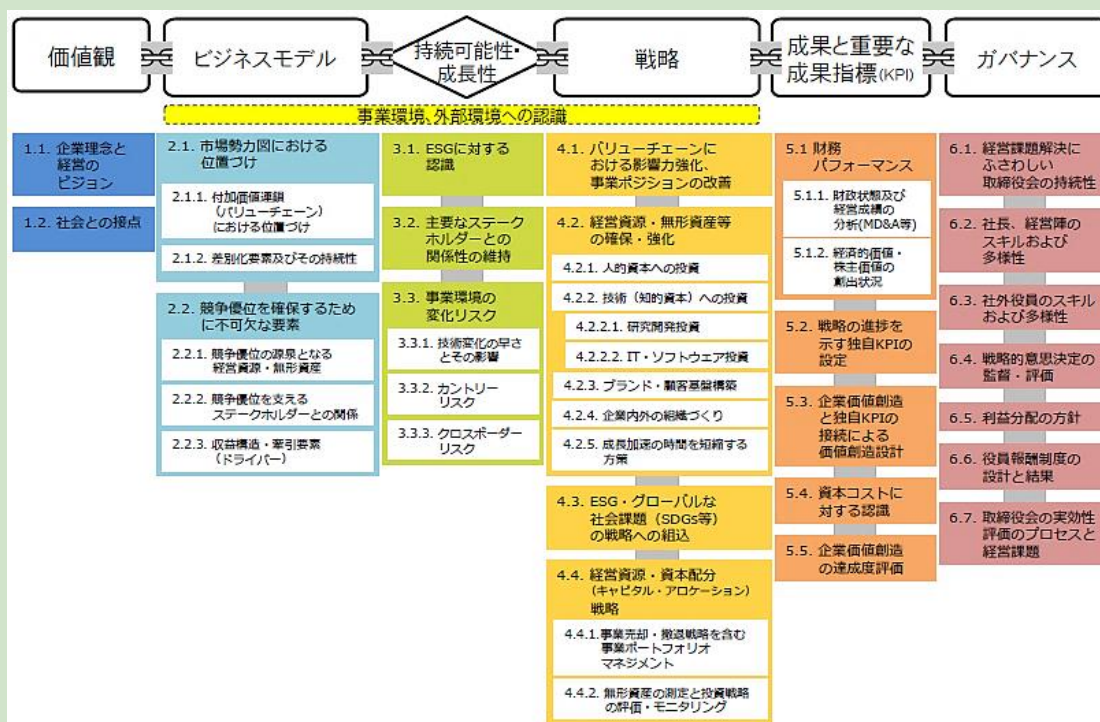 価値観
ビジネスモデル
持続可能性・
成長性
戦略
成果と重要な
成果指標(KPI)
ガバナンス
事業環境、外部環境への認識
1.1. 企業理念と
経営の
ビジョン
1.2. 社会との接点
2.1. 市場勢力図における
位置づけ
2.1.1. 付加価値連鎖
(バリューチェーン)
における位置づけ
2.1.2. 差別化要素及びその持続性
2.2. 競争優位を確保するため
に不可欠な要素
2.2.1. 競争優位の源泉となる
経営資源・無形資産
2.2.2. 競争優位を支える
ステークホルダーとの関係
2.2.3. 収益構造・牽引要素
(ドライバー)
3.1. ESGに対する
認識
3.2. 主要なステーク
ホルダーとの
関係性の維持
3.3. 事業環境の
変化リスク
3.3.1. 技術変化の早さ
とその影響
3.3.2. カントリー
リスク
3.3.3. クロスボーダー
リスク
4.1. バリューチェーンに
おける影響力強化、
事業ポジションの改善
4.2. 経営資源・無形資産等
の確保・強化
4.2.1. 人的資本への投資
4.2.2. 技術（知的資本）への投資
4.2.2.1. 研究開発投資
4.2.2.2. IT・ソフトウェア投資
4.2.3. ブランド・顧客基盤構築
4.2.4. 企業内外の組織づくり
4.2.5. 成長加速の時間を短縮する
方策
4.3. ESG・グローバルな
社会課題（SDGs等）
の戦略への組込
4.4. 経営資源・資本配分
(キャピタル・アロケーション)
戦略
4.4.1.事業売却・撤退戦略を含む
事業ポートフォリオ
マネジメント
4.4.2. 無形資産の測定と投資戦略
の評価・モニタリング
5.1 財務
パフォーマンス
5.1.1. 財政状態及び
経営成績の
分析(MD&A等)
5.1.2. 経済的価値・
株主価値の
創出状況
5.2. 戦略の進捗を
示す独自KPIの
設定
5.3. 企業価値創造
と独自KPIの
接続による
価値創造設計
5.4. 資本コストに
対する認識
5.5. 企業価値創造
の達成度評価
6.1. 経営課題解決に
ふさわしい
取締役会の持続性
6.2. 社長、経営陣の
スキルおよび
多様性
6.3. 社外役員のスキル
および多様性
6.4. 戦略的意思決定の
監督・評価
6.5. 利益分配の方針
6.6. 役員報酬制度の
設計と結果
6.7. 取締役会の実効性
評価のプロセスと
経営課題